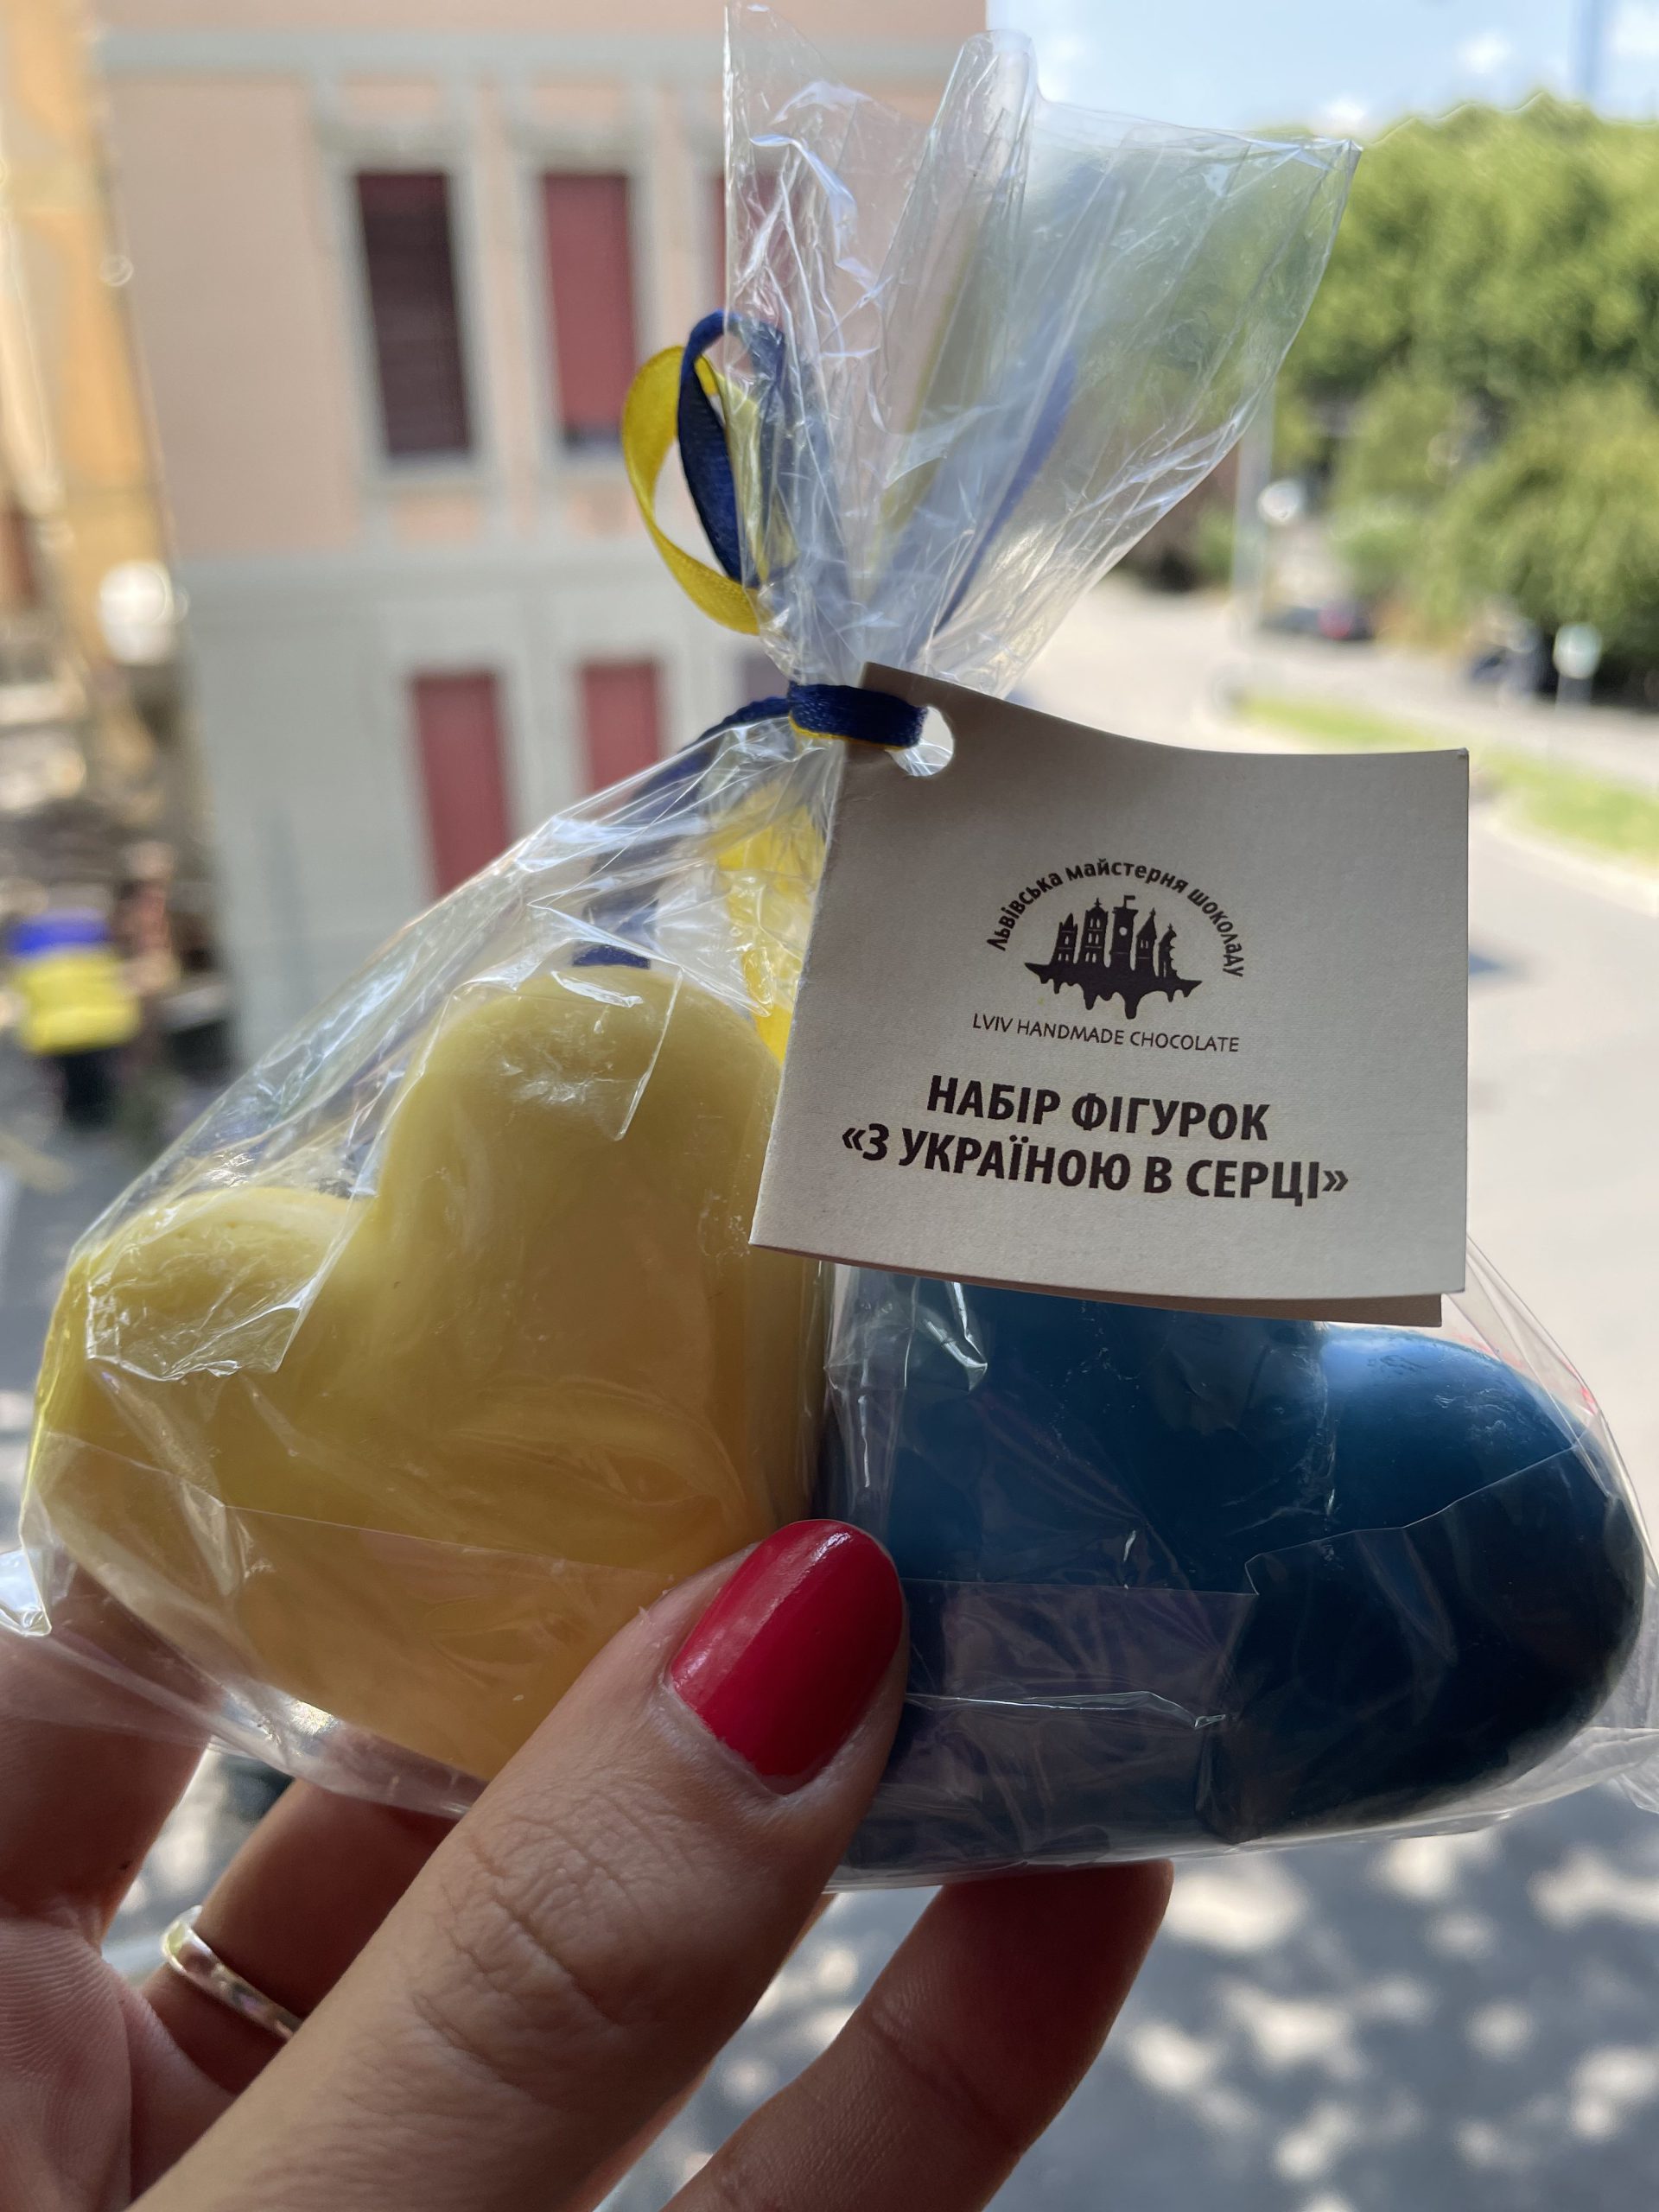 Львівська майстерня шоколаду
LVIV HANDMADE CHOCOLATE
НАБІР ФІГУРОК
«З УКРАЇНОЮ В СЕРЦІ»